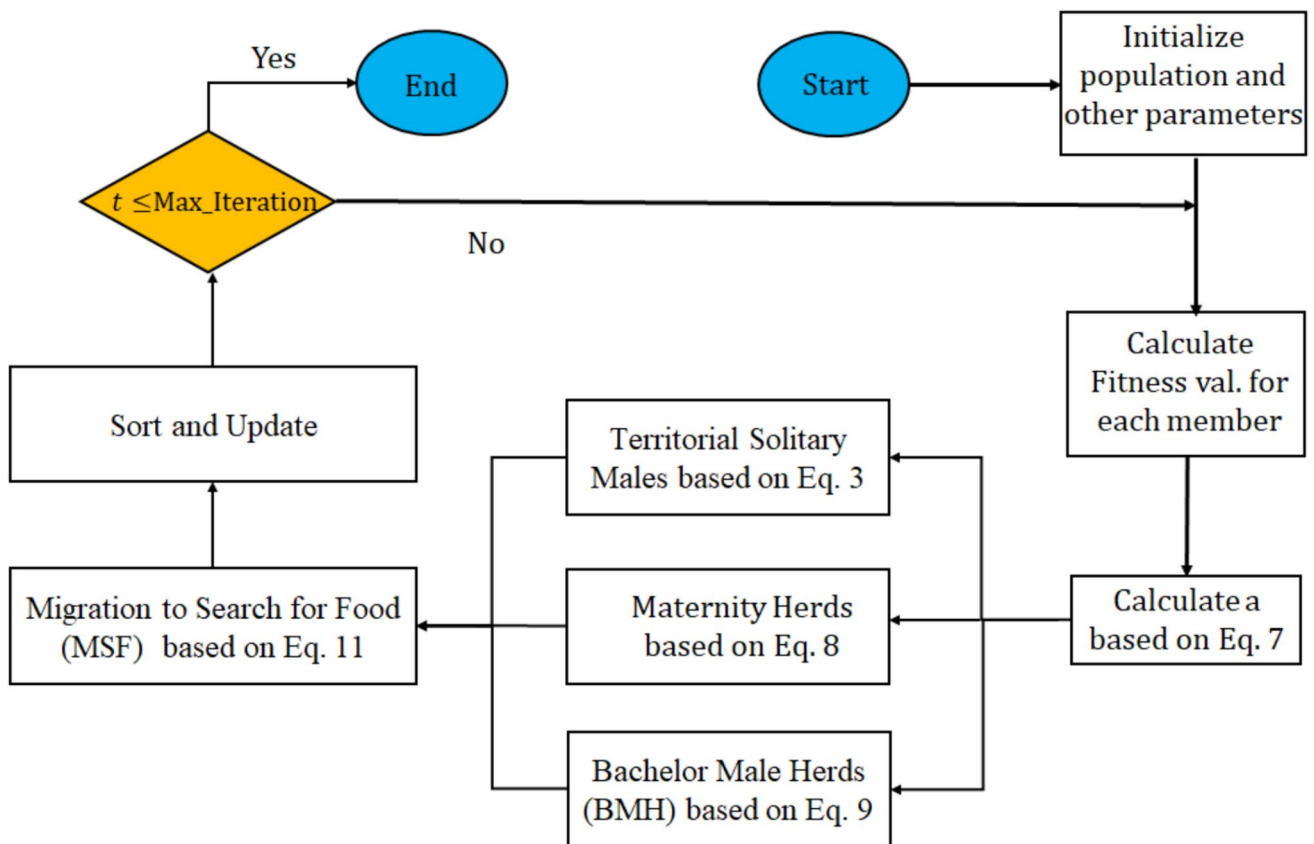 Start
Initialize
population and
other parameters
Calculate
Fitness val. for
each member
Calculate a
based on Eq. 7
Territorial Solitary
Males based on Eq. 3
Maternity Herds
based on Eq. 8
Bachelor Male Herds
(BMH) based on Eq. 9
Migration to Search for Food
(MSF) based on Eq. 11
Sort and Update
t ≤Max_Iteration
No
Yes
End